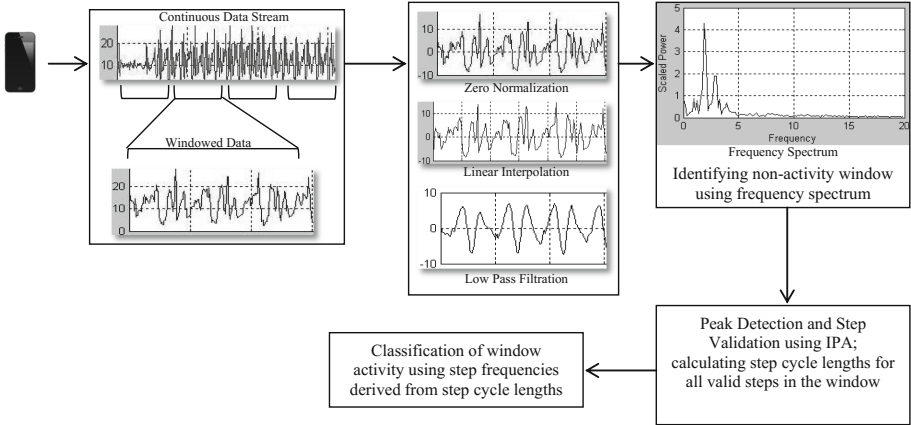 Continuous Data Stream
20
10
Windowed Data
20
10
0
10
0
-10
Zero Normalization
10
0
-10
Linear Interpolation
10
0
-10
Low Pass Filtration
Scaled Power
5
4
3
2
1
0
0 5 10 15 20
Frequency
Frequency Spectrum
Identifying non-activity window
using frequency spectrum
Peak Detection and Step
Validation using IPA;
calculating step cycle lengths for
all valid steps in the window
Classification of window
activity using step frequencies
derived from step cycle lengths